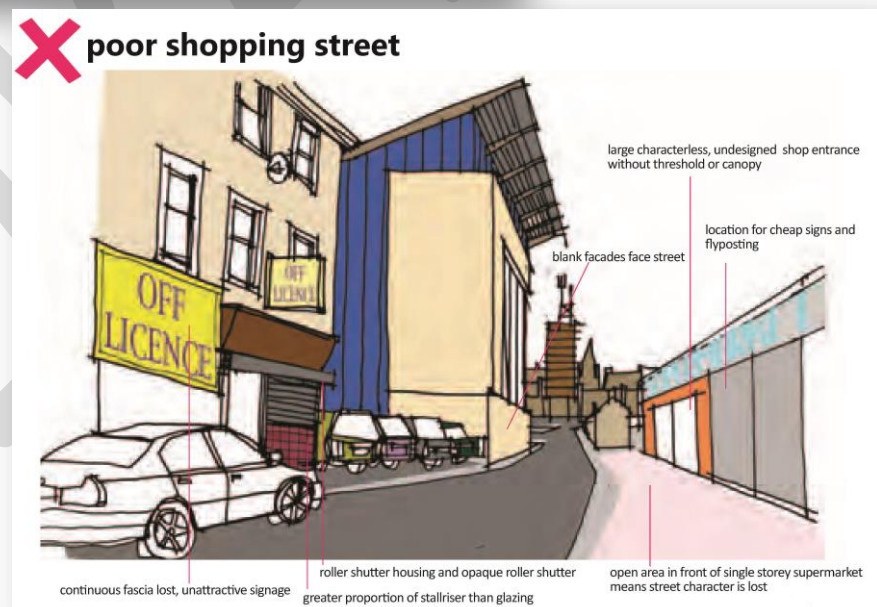 poor shopping street
large characterless, undesigned shop entrance
without threshold or canopy
location for cheap signs and
flyposting
blank facades face street
OFF
LICENCE
OFF
LICENCE
roller shutter housing and opaque roller shutter
open area in front of single storey supermarket
means street character is lost
continuous fascia lost, unattractive signage
greater proportion of stallriser than glazing